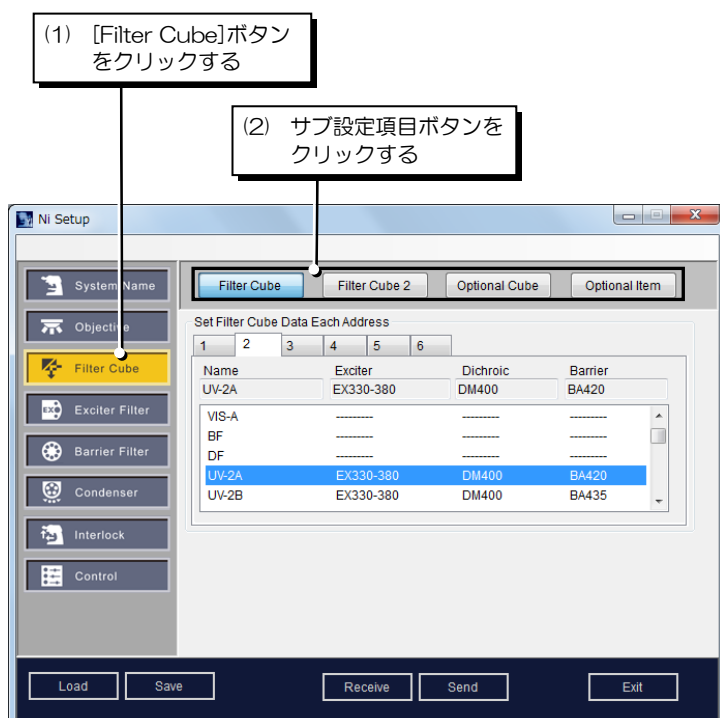 (1) [Filter Cube]ボタン
をクリックする
(2) サブ設定項目ボタンを
クリックする
Ni Setup
System Name
Objective
Filter Cube
Exciter Filter
Barrier Filter
Condenser
Interlock
Control
Filter Cube Filter Cube 2 Optional Cube Optional Item
Set Filter Cube Data Each Address
1 2 3 4 5 6
Name Exciter Dichroic Barrier
UV-2A EX330-380 DM400 BA420
VIS-A --------- --------- ---------
BF --------- --------- ---------
DF --------- --------- ---------
UV-2A EX330-380 DM400 BA420
UV-2B EX330-380 DM400 BA435
Load Save Receive Send Exit